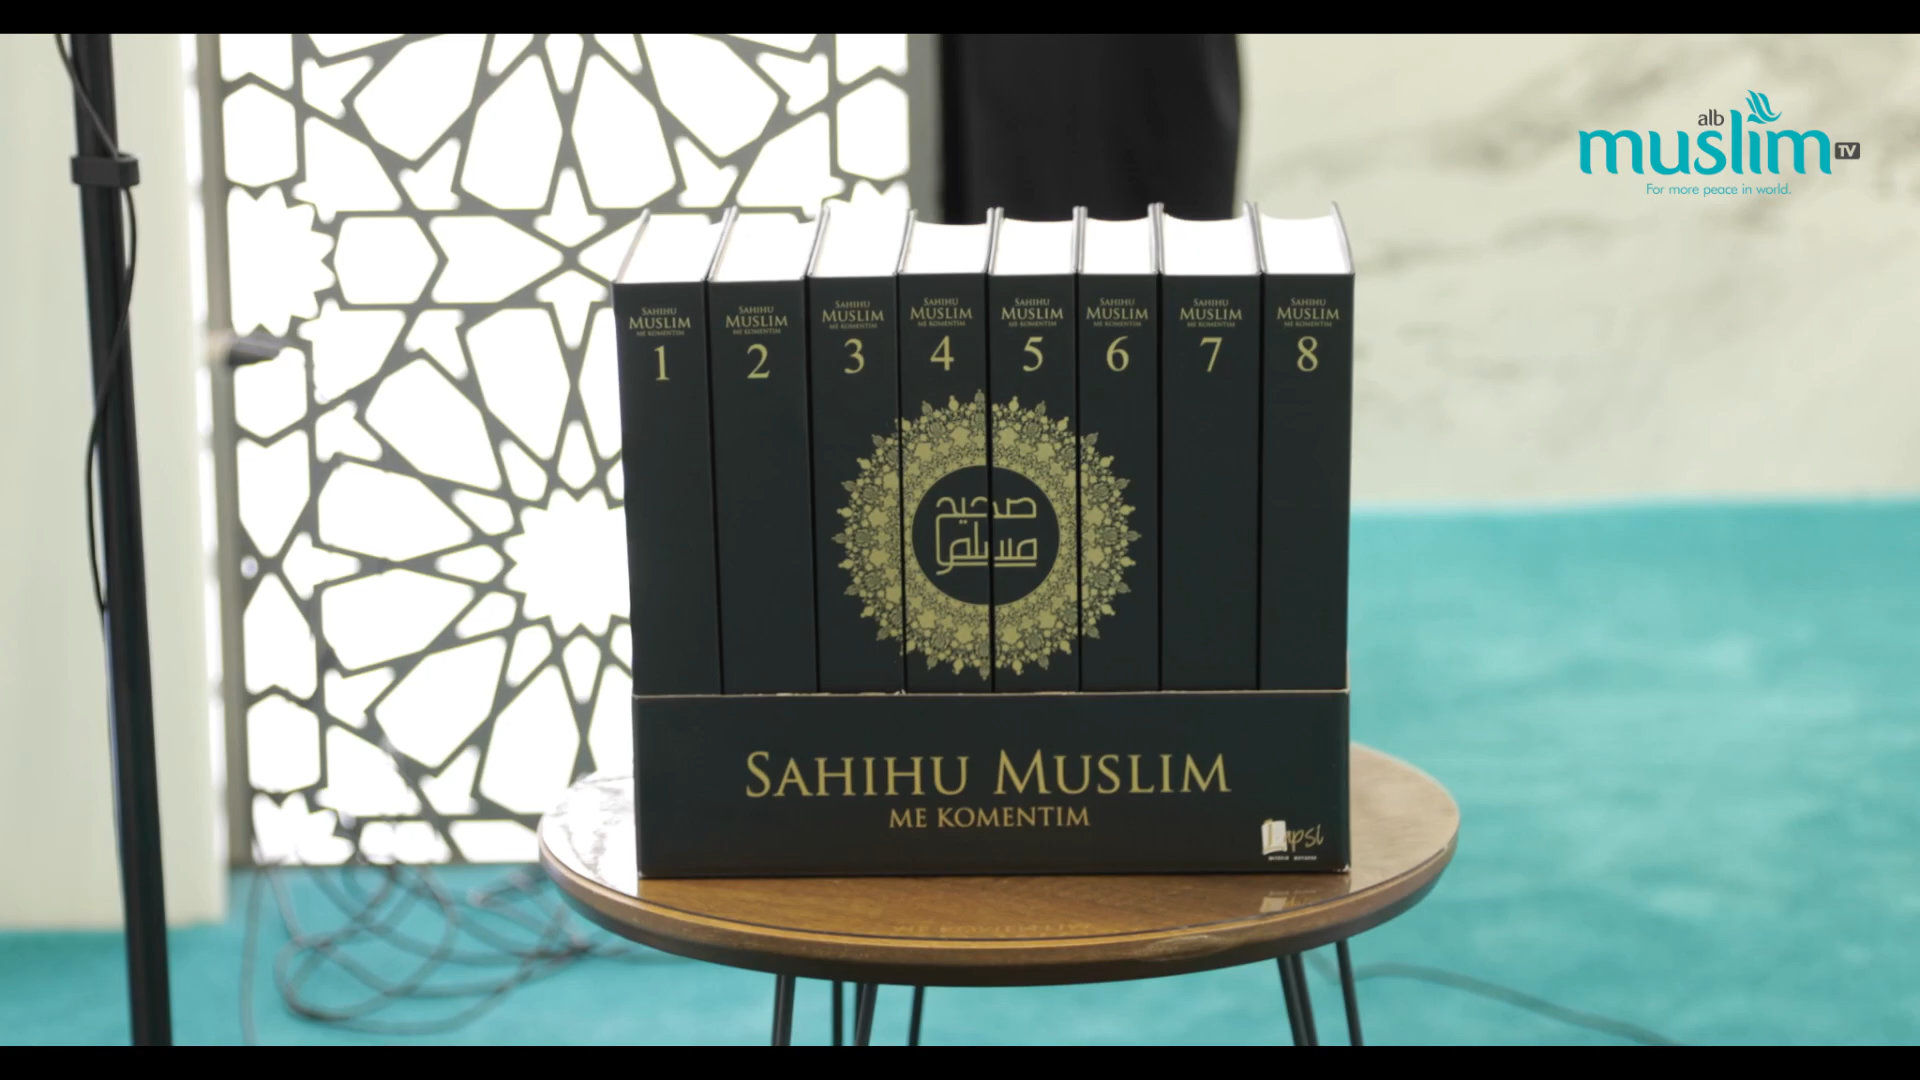 alb
muslim TV
For more peace in world.
SAHIHU
MUSLIM
ME KOMENTIM
1
SAHIHU
MUSLIM
ME KOMENTIM
2
SAHIHU
MUSLIM
ME KOMENTIM
3
SAHIHU
MUSLIM
ME KOMENTIM
4
SAHIHU
MUSLIM
ME KOMENTIM
5
SAHIHU
MUSLIM
ME KOMENTIM
6
SAHIHU
MUSLIM
ME KOMENTIM
7
SAHIHU
MUSLIM
ME KOMENTIM
8
صحيح
مسلم
SAHIHU MUSLIM
ME KOMENTIM